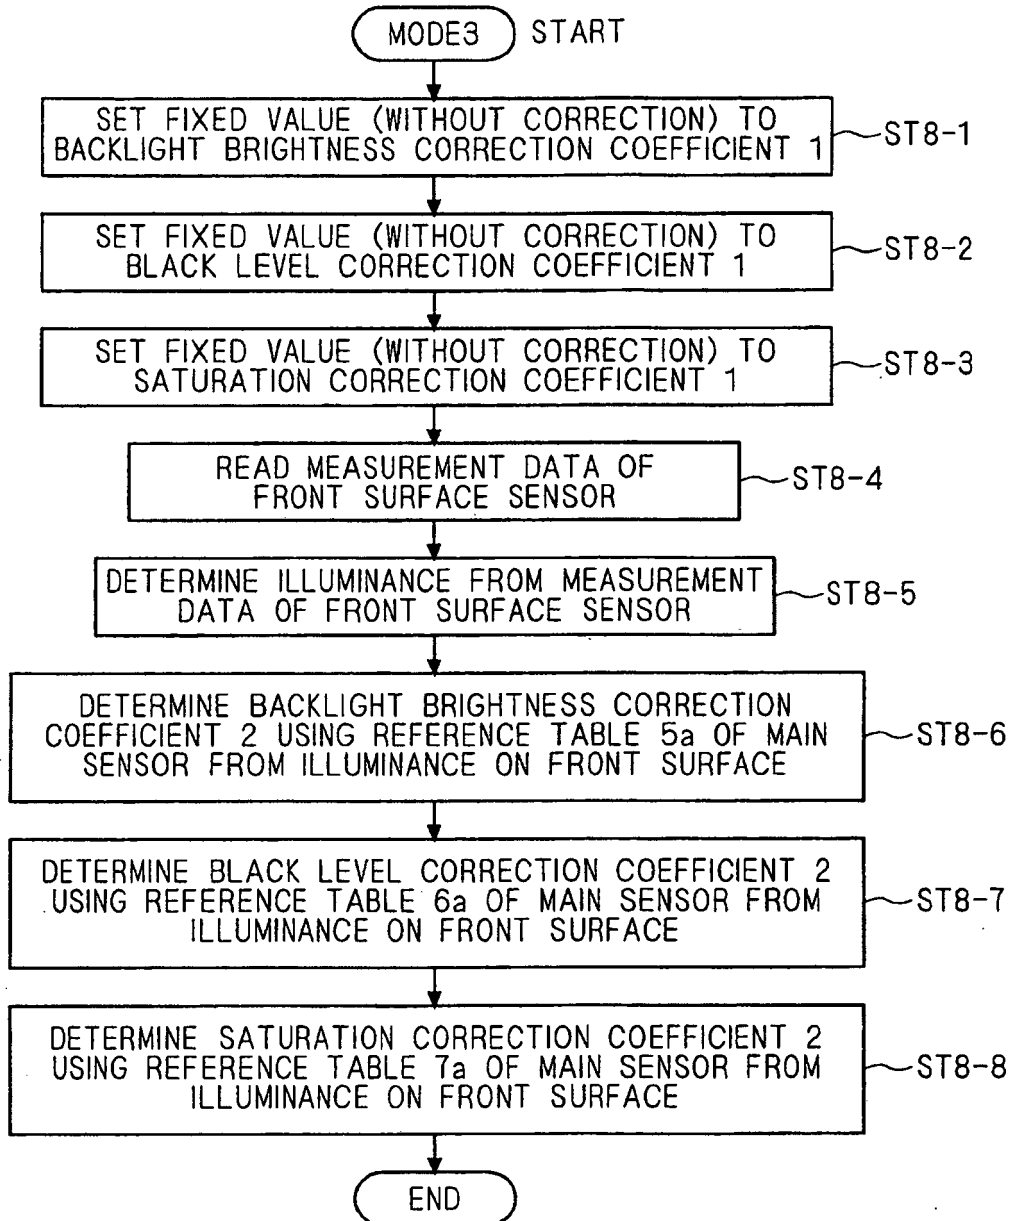 MODE3 START
SET FIXED VALUE (WITHOUT CORRECTION) TO
BACKLIGHT BRIGHTNESS CORRECTION COEFFICIENT 1
ST8-1
SET FIXED VALUE (WITHOUT CORRECTION) TO
BLACK LEVEL CORRECTION COEFFICIENT 1
ST8-2
SET FIXED VALUE (WITHOUT CORRECTION) TO
SATURATION CORRECTION COEFFICIENT 1
ST8-3
READ MEASUREMENT DATA OF
FRONT SURFACE SENSOR
ST8-4
DETERMINE ILLUMINANCE FROM MEASUREMENT
DATA OF FRONT SURFACE SENSOR
ST8-5
DETERMINE BACKLIGHT BRIGHTNESS CORRECTION
COEFFICIENT 2 USING REFERENCE TABLE 5a OF MAIN
SENSOR FROM ILLUMINANCE ON FRONT SURFACE
ST8-6
DETERMINE BLACK LEVEL CORRECTION COEFFICIENT 2
USING REFERENCE TABLE 6a OF MAIN SENSOR FROM
ILLUMINANCE ON FRONT SURFACE
ST8-7
DETERMINE SATURATION CORRECTION COEFFICIENT 2
USING REFERENCE TABLE 7a OF MAIN SENSOR FROM
ILLUMINANCE ON FRONT SURFACE
ST8-8
END